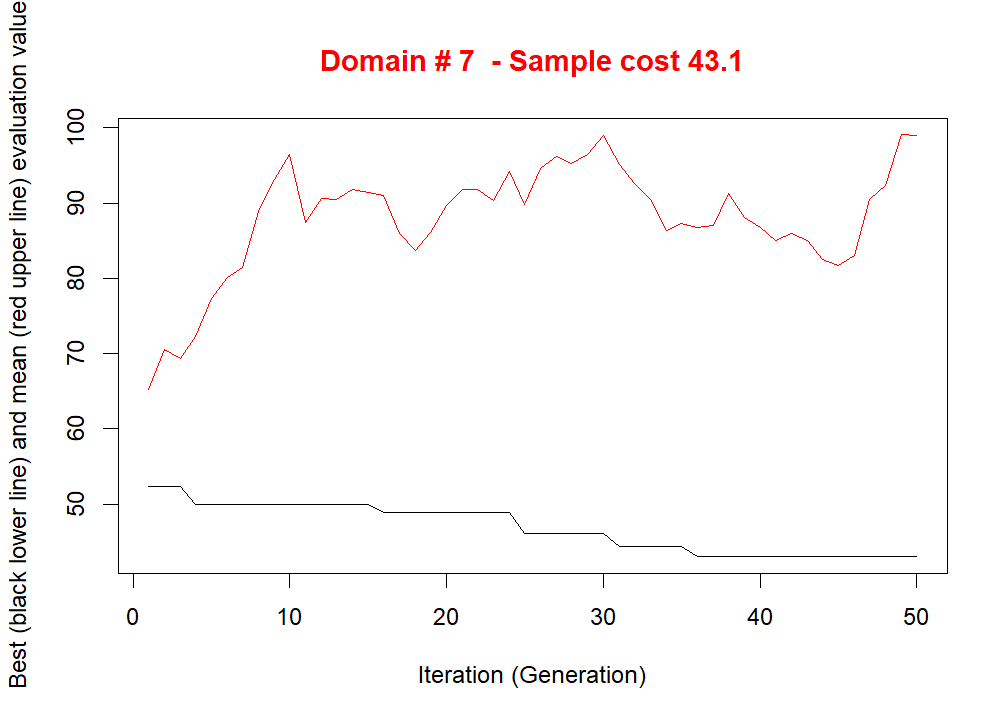 Domain # 7  - Sample cost 43.1
Best (black lower line) and mean (red upper line) evaluation value
100
90
80
70
60
50
0 10 20 30 40 50
Iteration (Generation)